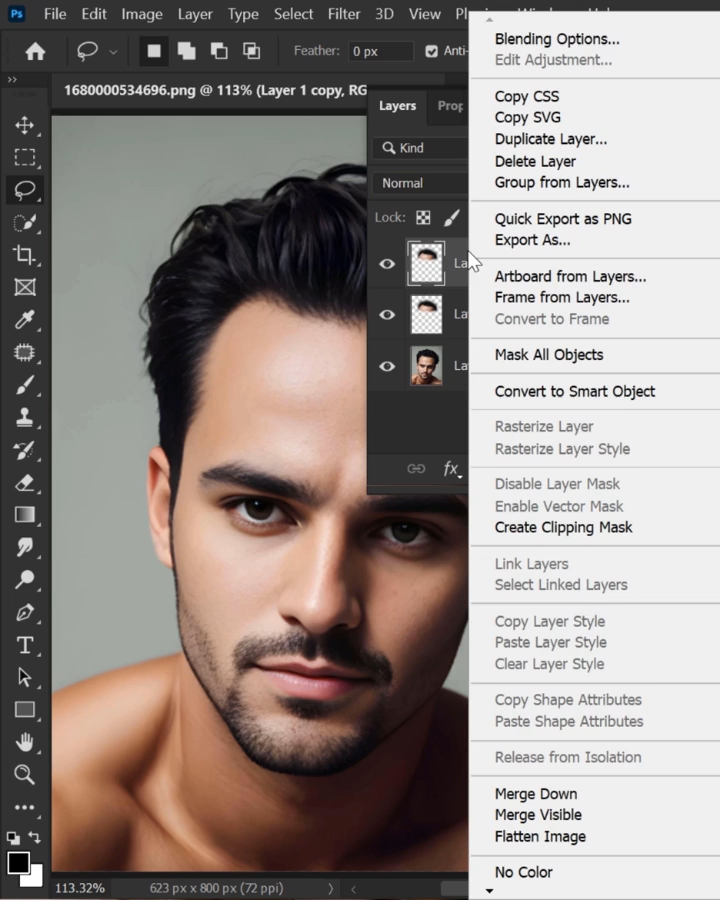 Ps File Edit Image Layer Type Select Filter 3D View
Feather: 0 px Anti-
1680000534696.png @ 113% (Layer 1 copy, RG
Layers Prop
Kind
Normal
Lock:
La
La
La
fx
113.32% 623 px x 800 px (72 ppi)
T
Blending Options...
Edit Adjustment...
Copy CSS
Copy SVG
Duplicate Layer...
Delete Layer
Group from Layers...
Quick Export as PNG
Export As...
Artboard from Layers...
Frame from Layers...
Convert to Frame
Mask All Objects
Convert to Smart Object
Rasterize Layer
Rasterize Layer Style
Disable Layer Mask
Enable Vector Mask
Create Clipping Mask
Link Layers
Select Linked Layers
Copy Layer Style
Paste Layer Style
Clear Layer Style
Copy Shape Attributes
Paste Shape Attributes
Release from Isolation
Merge Down
Merge Visible
Flatten Image
No Color